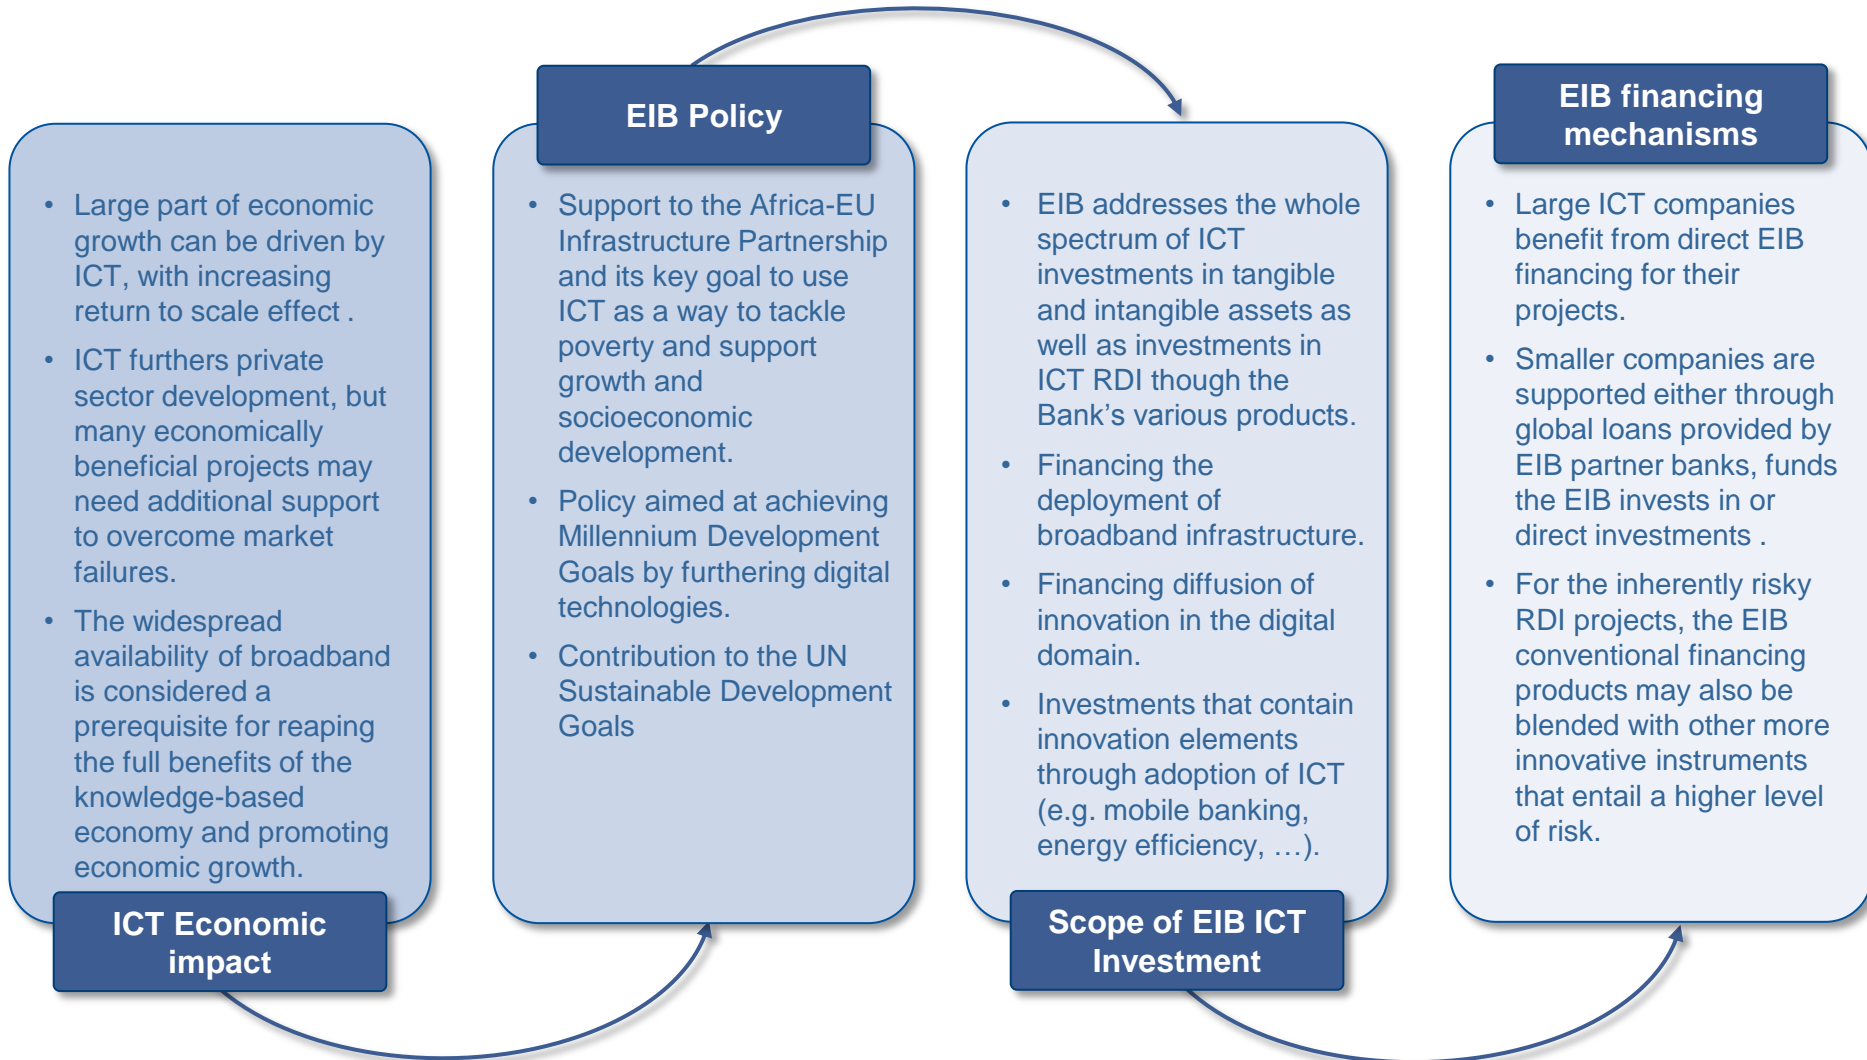 • Large part of economic
growth can be driven by
ICT, with increasing
return to scale effect .
• ICT furthers private
sector development, but
many economically
beneficial projects may
need additional support
to overcome market
failures.
• The widespread
availability of broadband
is considered a
prerequisite for reaping
the full benefits of the
knowledge-based
economy and promoting
economic growth.
ICT Economic
impact
EIB Policy
• Support to the Africa-EU
Infrastructure Partnership
and its key goal to use
ICT as a way to tackle
poverty and support
growth and
socioeconomic
development.
• Policy aimed at achieving
Millennium Development
Goals by furthering digital
technologies.
• Contribution to the UN
Sustainable Development
Goals
• EIB addresses the whole
spectrum of ICT
investments in tangible
and intangible assets as
well as investments in
ICT RDI though the
Bank’s various products.
• Financing the
deployment of
broadband infrastructure.
• Financing diffusion of
innovation in the digital
domain.
• Investments that contain
innovation elements
through adoption of ICT
(e.g. mobile banking,
energy efficiency, …).
Scope of EIB ICT
Investment
EIB financing
mechanisms
• Large ICT companies
benefit from direct EIB
financing for their
projects.
• Smaller companies are
supported either through
global loans provided by
EIB partner banks, funds
the EIB invests in or
direct investments .
• For the inherently risky
RDI projects, the EIB
conventional financing
products may also be
blended with other more
innovative instruments
that entail a higher level
of risk.